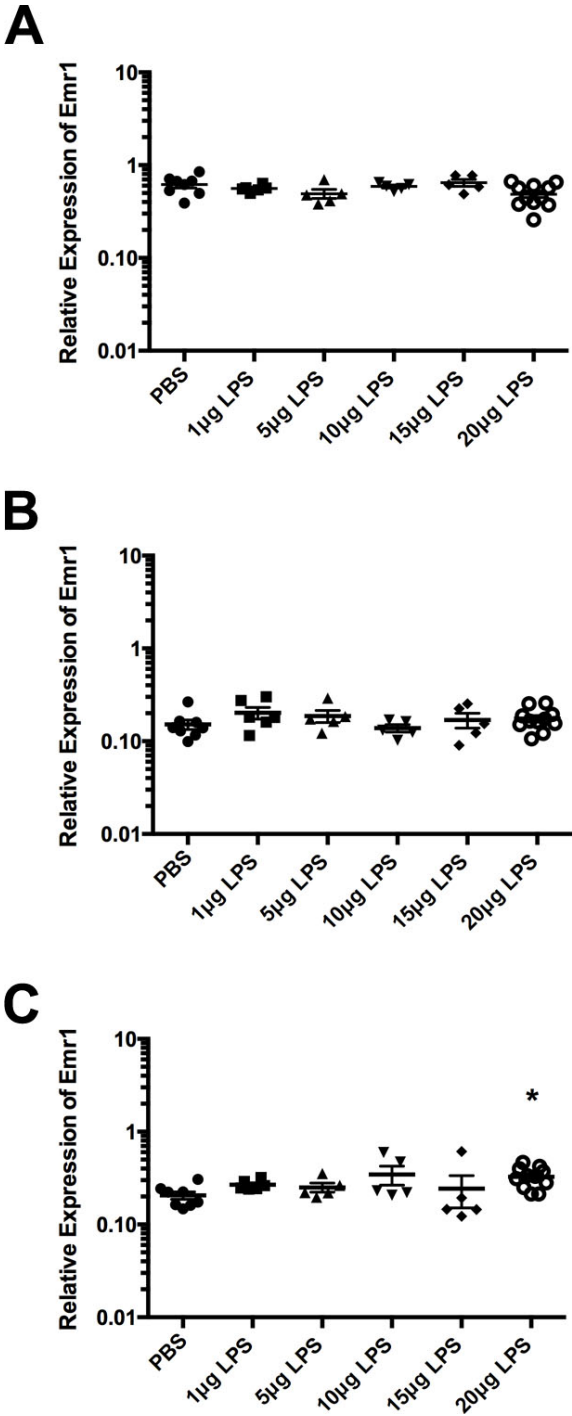 A
Relative Expression of Emr1
10
1
0.10
0.01
PBS
1μg LPS
5μg LPS
10μg LPS
15μg LPS
20μg LPS
B
Relative Expression of Emr1
10
1
0.10
0.01
PBS
1μg LPS
5μg LPS
10μg LPS
15μg LPS
20μg LPS
C
Relative Expression of Emr1
10
1
0.10
0.01
*
PBS
1μg LPS
5μg LPS
10μg LPS
15μg LPS
20μg LPS